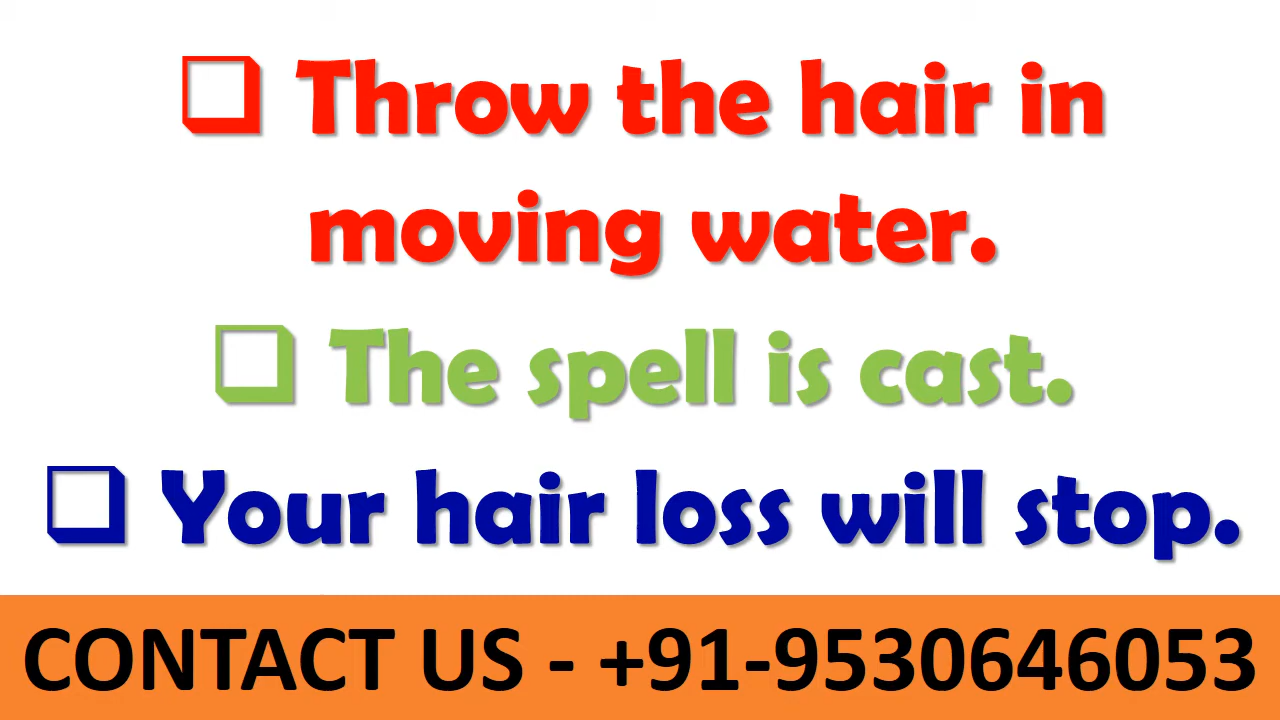 ❑ Throw the hair in
moving water.
❑ The spell is cast.
❑ Your hair loss will stop.
CONTACT US - +91-9530646053